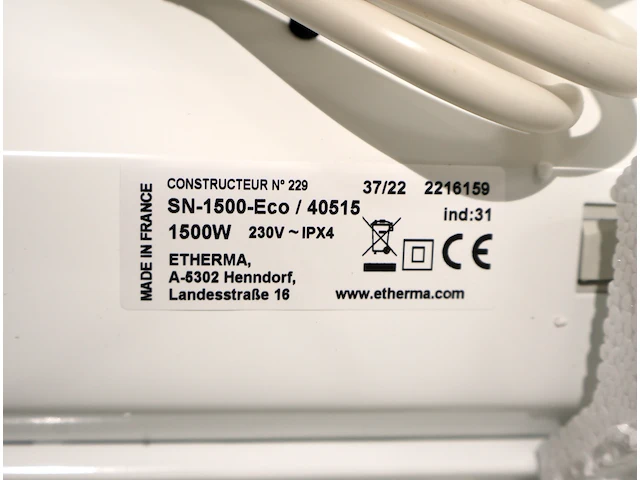 MADE IN FRANCE
CONSTRUCTEUR N° 229 37/22 2216159
SN-1500-Eco / 40515 ind:31
1500W 230V ~ IPX4
ETHERMA,
A-5302 Henndorf,
Landesstraße 16 www.etherma.com
CE